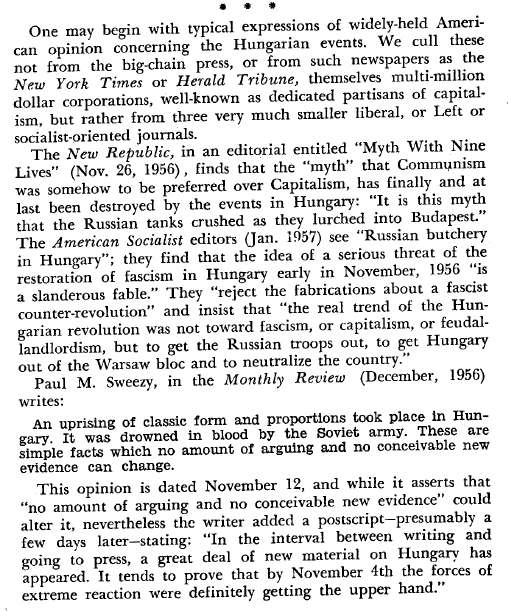 • • •
One may begin with typical expressions of widely-held Ameri-
can opinion concerning the Hungarian events. We cull these
not from the big-chain press, or from such newspapers as the
New York Times or Herald Tribune, themselves multi-million
dollar corporations, well-known as dedicated partisans of capital-
ism, but rather from three very much smaller liberal, or Left or
socialist-oriented journals.
The New Republic, in an editorial entitled "Myth With Nine
Lives" (Nov. 26, 1956), finds that the "myth" that Communism
was somehow to be preferred over Capitalism, has finally and at
last been destroyed by the events in Hungary: "It is this myth
that the Russian tanks crushed as they lurched into Budapest."
The American Socialist editors (Jan. 1957) see "Russian butchery
in Hungary"; they find that the idea of a serious threat of the
restoration of fascism in Hungary early in November, 1956 "is
a slanderous fable." They "reject the fabrications about a fascist
counter-revolution" and insist that "the real trend of the Hun-
garian revolution was not toward fascism, or capitalism, or feudal-
landlordism, but to get the Russian troops out, to get Hungary
out of the Warsaw bloc and to neutralize the country."
Paul M. Sweezy, in the Monthly Review (December, 1956)
writes:
An uprising of classic form and proportions took place in Hun-
gary. It was drowned in blood by the Soviet army. These are
simple facts which no amount of arguing and no conceivable new
evidence can change.
This opinion is dated November 12, and while it asserts that
"no amount of arguing and no conceivable new evidence" could
alter it, nevertheless the writer added a postscript—presumably a
few days later—stating: "In the interval between writing and
going to press, a great deal of new material on Hungary has
appeared. It tends to prove that by November 4th the forces of
extreme reaction were definitely getting the upper hand."